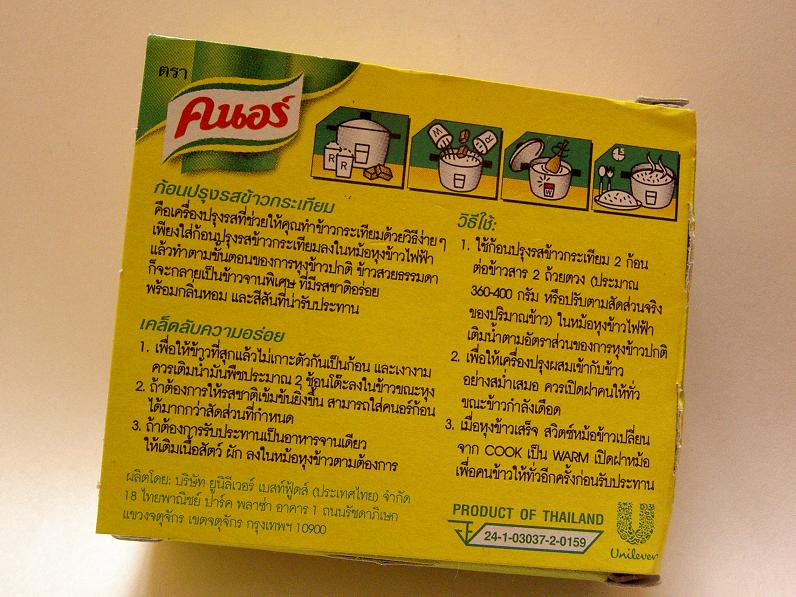 ตรา
คนอร์
R R
W R
W
5
ก้อนปรุงรสข้าวกระเทียม
คือเครื่องปรุงรสที่ช่วยให้คุณทำข้าวกระเทียมด้วยวิธีง่าย ๆ
เพียงใส่ก้อนปรุงรสข้าวกระเทียมลงในหม้อหุงข้าวไฟฟ้า
แล้วทำตามขั้นตอนของการหุงข้าวปกติ ข้าวสวยธรรมดา
ก็จะกลายเป็นข้าวจานพิเศษ ที่มีรสชาติอร่อย
พร้อมกลิ่นหอม และสีสันที่น่ารับประทาน
เคล็ดลับความอร่อย
1. เพื่อให้ข้าวที่สุกแล้วไม่เกาะตัวกันเป็นก้อน และเงางาม
ควรเติมน้ำมันพืชประมาณ 2 ช้อนโต๊ะลงในข้าวขณะหุง
2. ถ้าต้องการให้รสชาติเข้มข้นยิ่งขึ้น สามารถใส่คนอร์ก้อน
ได้มากกว่าสัดส่วนที่กำหนด
3. ถ้าต้องการรับประทานเป็นอาหารจานเดียว
ให้เติมเนื้อสัตว์ ผัก ลงในหม้อหุงข้าวตามต้องการ
ผลิตโดย: บริษัท ยูนิลีเวอร์ เบสท์ฟู้ดส์ (ประเทศไทย) จำกัด
18 ไทยพาณิชย์ ปาร์ค พลาซ่า อาคาร 1 ถนนรัชดาภิเษก
แขวงจตุจักร เขตจตุจักร กรุงเทพฯ 10900
วิธีใช้:
1. ใช้ก้อนปรุงรสข้าวกระเทียม 2 ก้อน
ต่อข้าวสาร 2 ถ้วยตวง (ประมาณ
360-400 กรัม หรือปรับตามสัดส่วนจริง
ของปริมาณข้าว) ในหม้อหุงข้าวไฟฟ้า
เติมน้ำตามอัตราส่วนของการหุงข้าวปกติ
2. เพื่อให้เครื่องปรุงผสมเข้ากับข้าว
อย่างสม่ำเสมอ ควรเปิดฝาคนให้ทั่ว
ขณะข้าวกำลังเดือด
3. เมื่อหุงข้าวเสร็จ สวิตซ์หม้อข้าวเปลี่ยน
จาก COOK เป็น WARM เปิดฝาหม้อ
เพื่อคนข้าวให้ทั่วอีกครั้งก่อนรับประทาน
PRODUCT OF THAILAND
24-1-03037-2-0159
Unilever